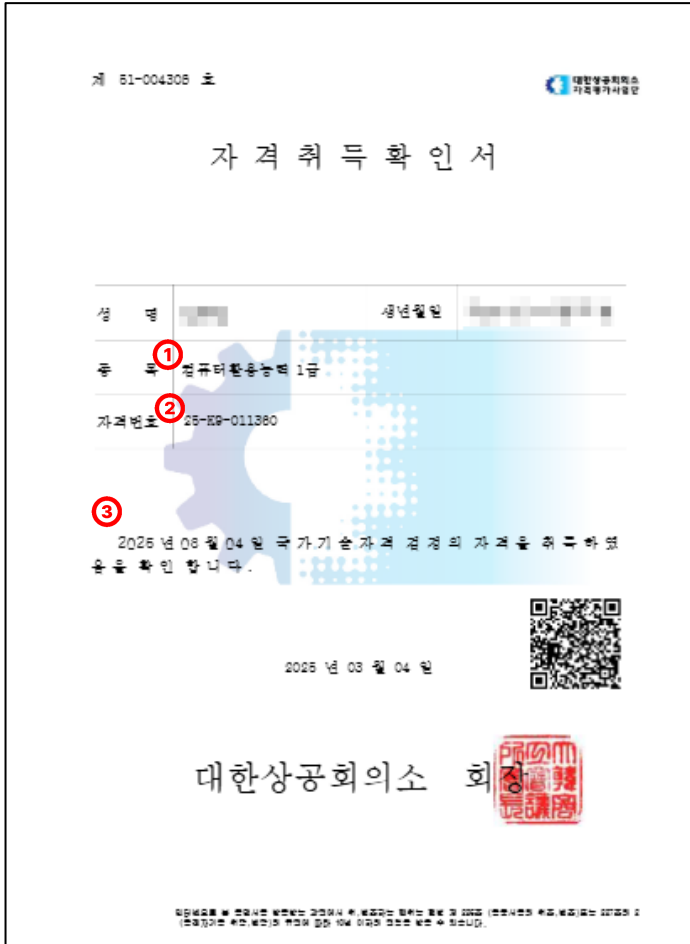 제 51-004308 호
대한상공회의소
자격평가사업단
자 격 취 득 확 인 서
성 명
생년월일
①
종 목 컴퓨터활용능력 1급
②
자격번호 25-K9-011380
③
2025 년 08 월 04 일 국가기술자격 검정의 자격을 취득하였
음을 확인 합니다.
2025 년 03 월 04 일
대한상공회의소 회장